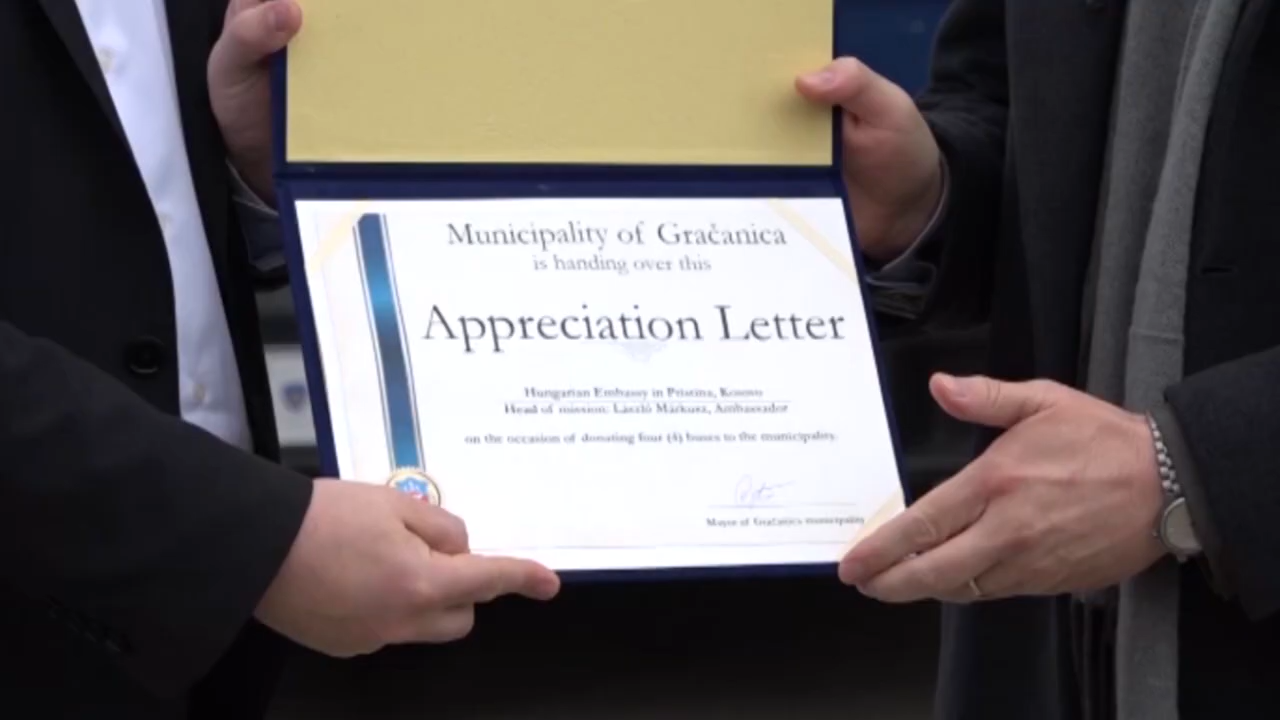 Municipality of Gračanica
is handing over this
Appreciation Letter
Hungarian Embassy in Pristina, Kosovo
Head of mission: László Márkusz, Ambassador
on the occasion of donating four (4) buses to the municipality.
Mayor of Gračanica municipality